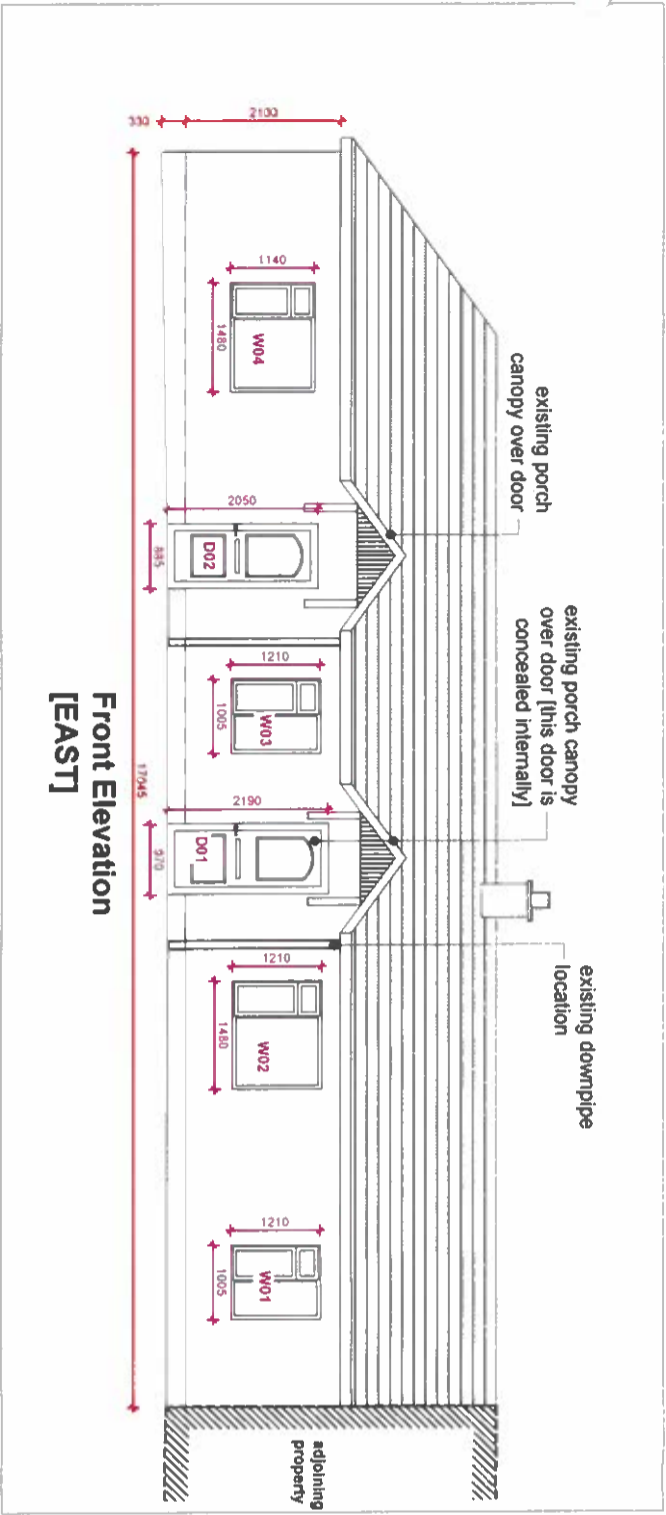 existing porch
canopy over door
existing porch canopy
over door [this door is
concealed internally]
existing downpipe
location
330
2100
1140
W04
1480
2050
D02
885
1210
W03
1005
2190
D01
970
1210
W02
1480
1210
W01
1005
adjoining
property
17045
Front Elevation
[EAST]